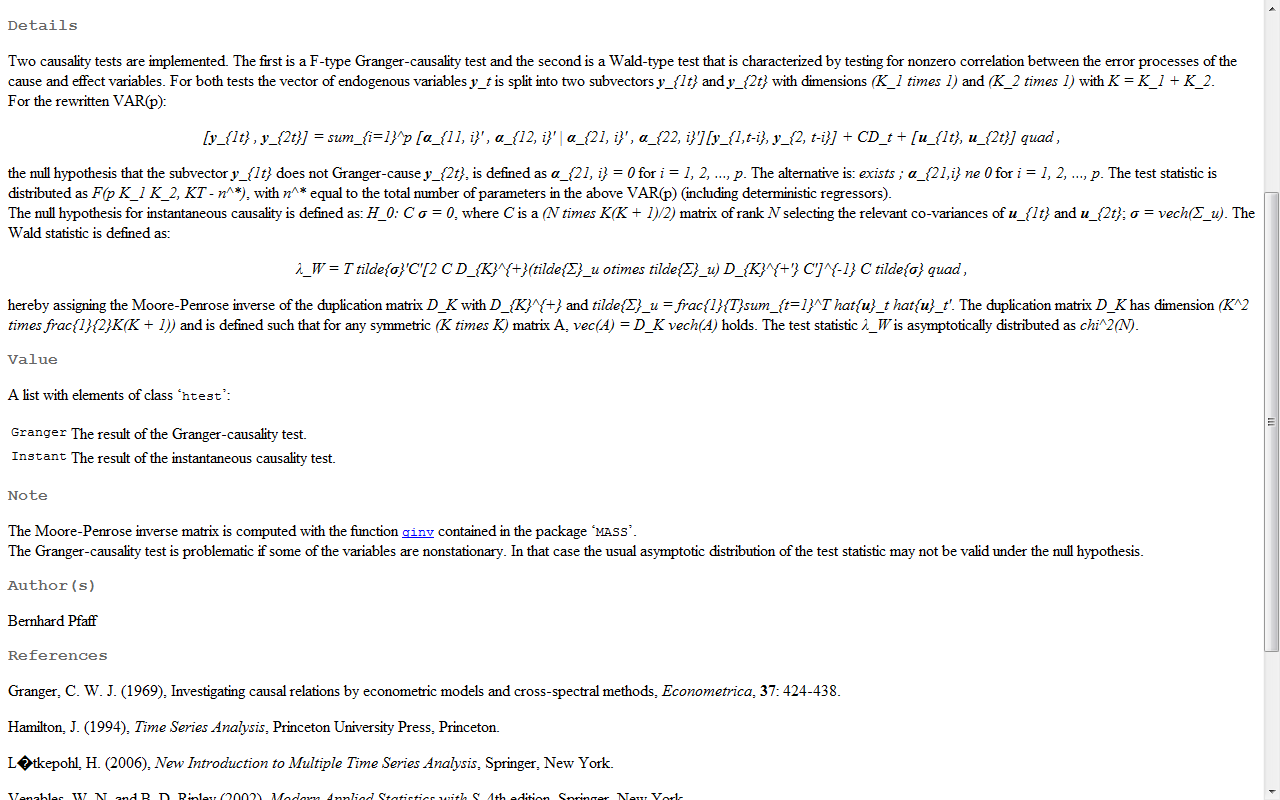 Details
Two causality tests are implemented. The first is a F-type Granger-causality test and the second is a Wald-type test that is characterized by testing for nonzero correlation between the error processes of the
cause and effect variables. For both tests the vector of endogenous variables y_t is split into two subvectors y_{1t} and y_{2t} with dimensions (K_1 times 1) and (K_2 times 1) with K = K_1 + K_2.
For the rewritten VAR(p):
[y_{1t} , y_{2t}] = sum_{i=1}^p [α_{11, i}' , α_{12, i}' | α_{21, i}' , α_{22, i}'][y_{1,t-i}, y_{2, t-i}] + CD_t + [u_{1t}, u_{2t}] quad ,
the null hypothesis that the subvector y_{1t} does not Granger-cause y_{2t}, is defined as α_{21, i} = 0 for i = 1, 2, ..., p. The alternative is: exists ; α_{21,i} ne 0 for i = 1, 2, ..., p. The test statistic is
distributed as F(p K_1 K_2, KT - n^*), with n^* equal to the total number of parameters in the above VAR(p) (including deterministic regressors).
The null hypothesis for instantaneous causality is defined as: H_0: C σ = 0, where C is a (N times K(K + 1)/2) matrix of rank N selecting the relevant co-variances of u_{1t} and u_{2t}; σ = vech(Σ_u). The
Wald statistic is defined as:
λ_W = T tilde{σ}'C'[2 C D_{K}^{+}(tilde{Σ}_u otimes tilde{Σ}_u) D_{K}^{+'} C']^{-1} C tilde{σ} quad ,
hereby assigning the Moore-Penrose inverse of the duplication matrix D_K with D_{K}^{+} and tilde{Σ}_u = frac{1}{T}sum_{t=1}^T hat{u}_t hat{u}_t'. The duplication matrix D_K has dimension (K^2
times frac{1}{2}K(K + 1)) and is defined such that for any symmetric (K times K) matrix A, vec(A) = D_K vech(A) holds. The test statistic λ_W is asymptotically distributed as chi^2(N).
Value
A list with elements of class ‘htest’:
Granger The result of the Granger-causality test.
Instant The result of the instantaneous causality test.
Note
The Moore-Penrose inverse matrix is computed with the function ginv contained in the package ‘MASS’.
The Granger-causality test is problematic if some of the variables are nonstationary. In that case the usual asymptotic distribution of the test statistic may not be valid under the null hypothesis.
Author(s)
Bernhard Pfaff
References
Granger, C. W. J. (1969), Investigating causal relations by econometric models and cross-spectral methods, Econometrica, 37: 424-438.
Hamilton, J. (1994), Time Series Analysis, Princeton University Press, Princeton.
L�tkepohl, H. (2006), New Introduction to Multiple Time Series Analysis, Springer, New York.
Venables, W. N. and B. D. Ripley (2002), Modern Applied Statistics with S, 4th edition, Springer, New York.